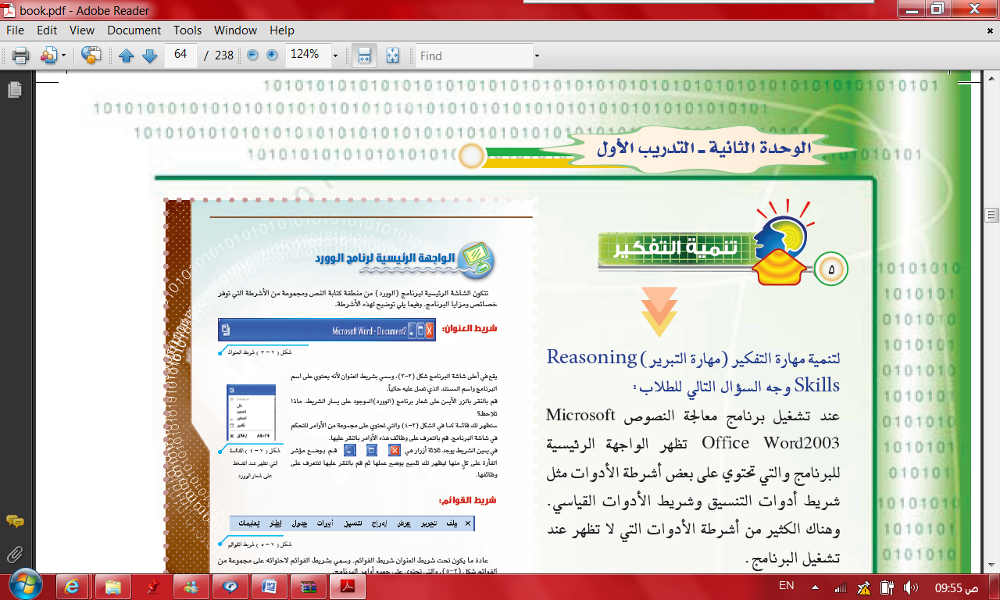 book.pdf - Adobe Reader
File Edit View Document Tools Window Help
64 / 238 124% Find
الوحدة الثانية ـ التدريب الأول
تنمية التفكير
٥
لتنمية مهارة التفكير (مهارة التبرير) Reasoning
Skills وجه السؤال التالي للطلاب :
عند تشغيل برنامج معالجة النصوص Microsoft
Office Word2003 تظهر الواجهة الرئيسية
للبرنامج والتي تحتوي على بعض أشرطة الأدوات مثل
شريط أدوات التنسيق وشريط الأدوات القياسي.
وهناك الكثير من أشرطة الأدوات التي لا تظهر عند
تشغيل البرنامج .
الواجهة الرئيسية لرنامج الوورد
تتكون الشاشة الرئيسية لبرنامج (الوورد) من منطقة كتابة النص ومجموعة من الأشرطة التي توفر
خصائص ومزايا البرنامج. وفيما يلي توضيح لهذه الأشرطة.
شريط العنوان:
Microsoft Word - Document2
شكل (٢ – ٣) شريط العنوان
يقع في أعلى شاشة البرنامج شكل (٢-٣)، وسمي بشريط العنوان لأنه يحتوي على اسم
البرنامج واسم المستند الذي تعمل عليه حالياً.
قم بالنقر بالزر الأيمن على شعار برنامج (الوورد) الموجود على يسار الشريط. ماذا
تلاحظ؟
ستظهر لك قائمة كما في الشكل (٢-٤) والتي تحتوي على مجموعة من الأوامر للتحكم
في شاشة البرنامج. قم بالتعرف على وظائف هذه الأوامر بالنقر عليها.
في يمين الشريط يوجد ثلاثة أزرار هي قم بوضع مؤشر
الفأرة على كل منها ليظهر لك تلميح يوضح عملها ثم قم بالنقر عليها لتتعرف على
وظائفها.
نقل
تحجيم
تصغير
تكبير
إغلاق Alt+F4
شكل (٢ – ٤) القائمة
التي تظهر عند الضغط
على شعار الوورد
شريط القوائم:
ملف تحرير عرض إدراج تنسيق أدوات جدول إطار تعليمات
شكل (٢ – ٥) شريط القوائم
عادة ما يكون تحت شريط العنوان شريط القوائم. وسمي بشريط القوائم لاحتوائه على مجموعة من
القوائم شكل (٢-٥)، والتي تحتوي على جميع أوامر البرنامج.
EN 09:55 ص